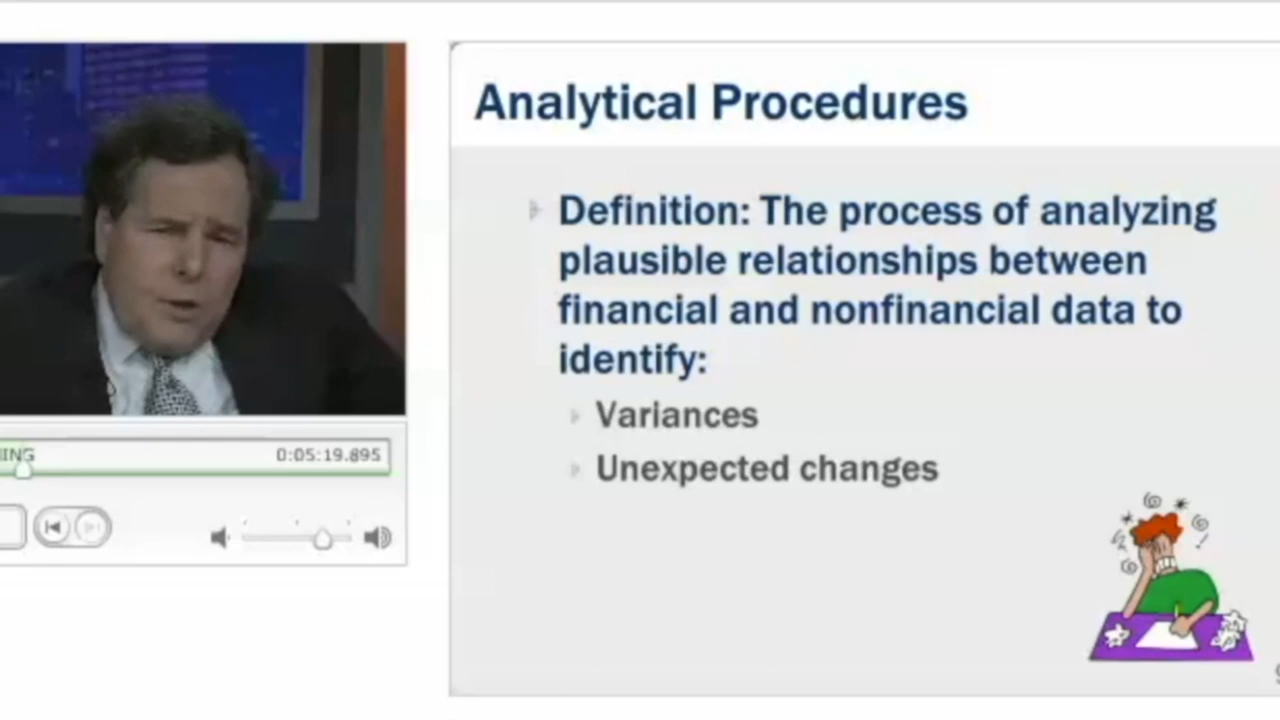 Analytical Procedures
Definition: The process of analyzing
plausible relationships between
financial and nonfinancial data to
identify:
Variances
Unexpected changes
ING 0:05:19.895